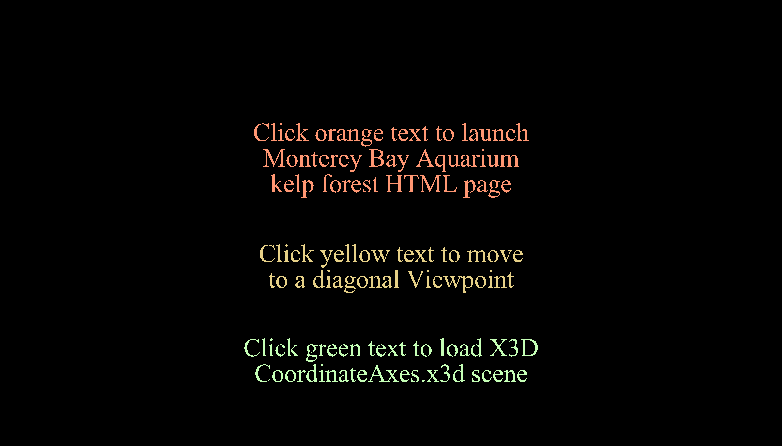 Click orange text to launch
Monterey Bay Aquarium
kelp forest HTML page
Click yellow text to move
to a diagonal Viewpoint
Click green text to load X3D
CoordinateAxes.x3d scene